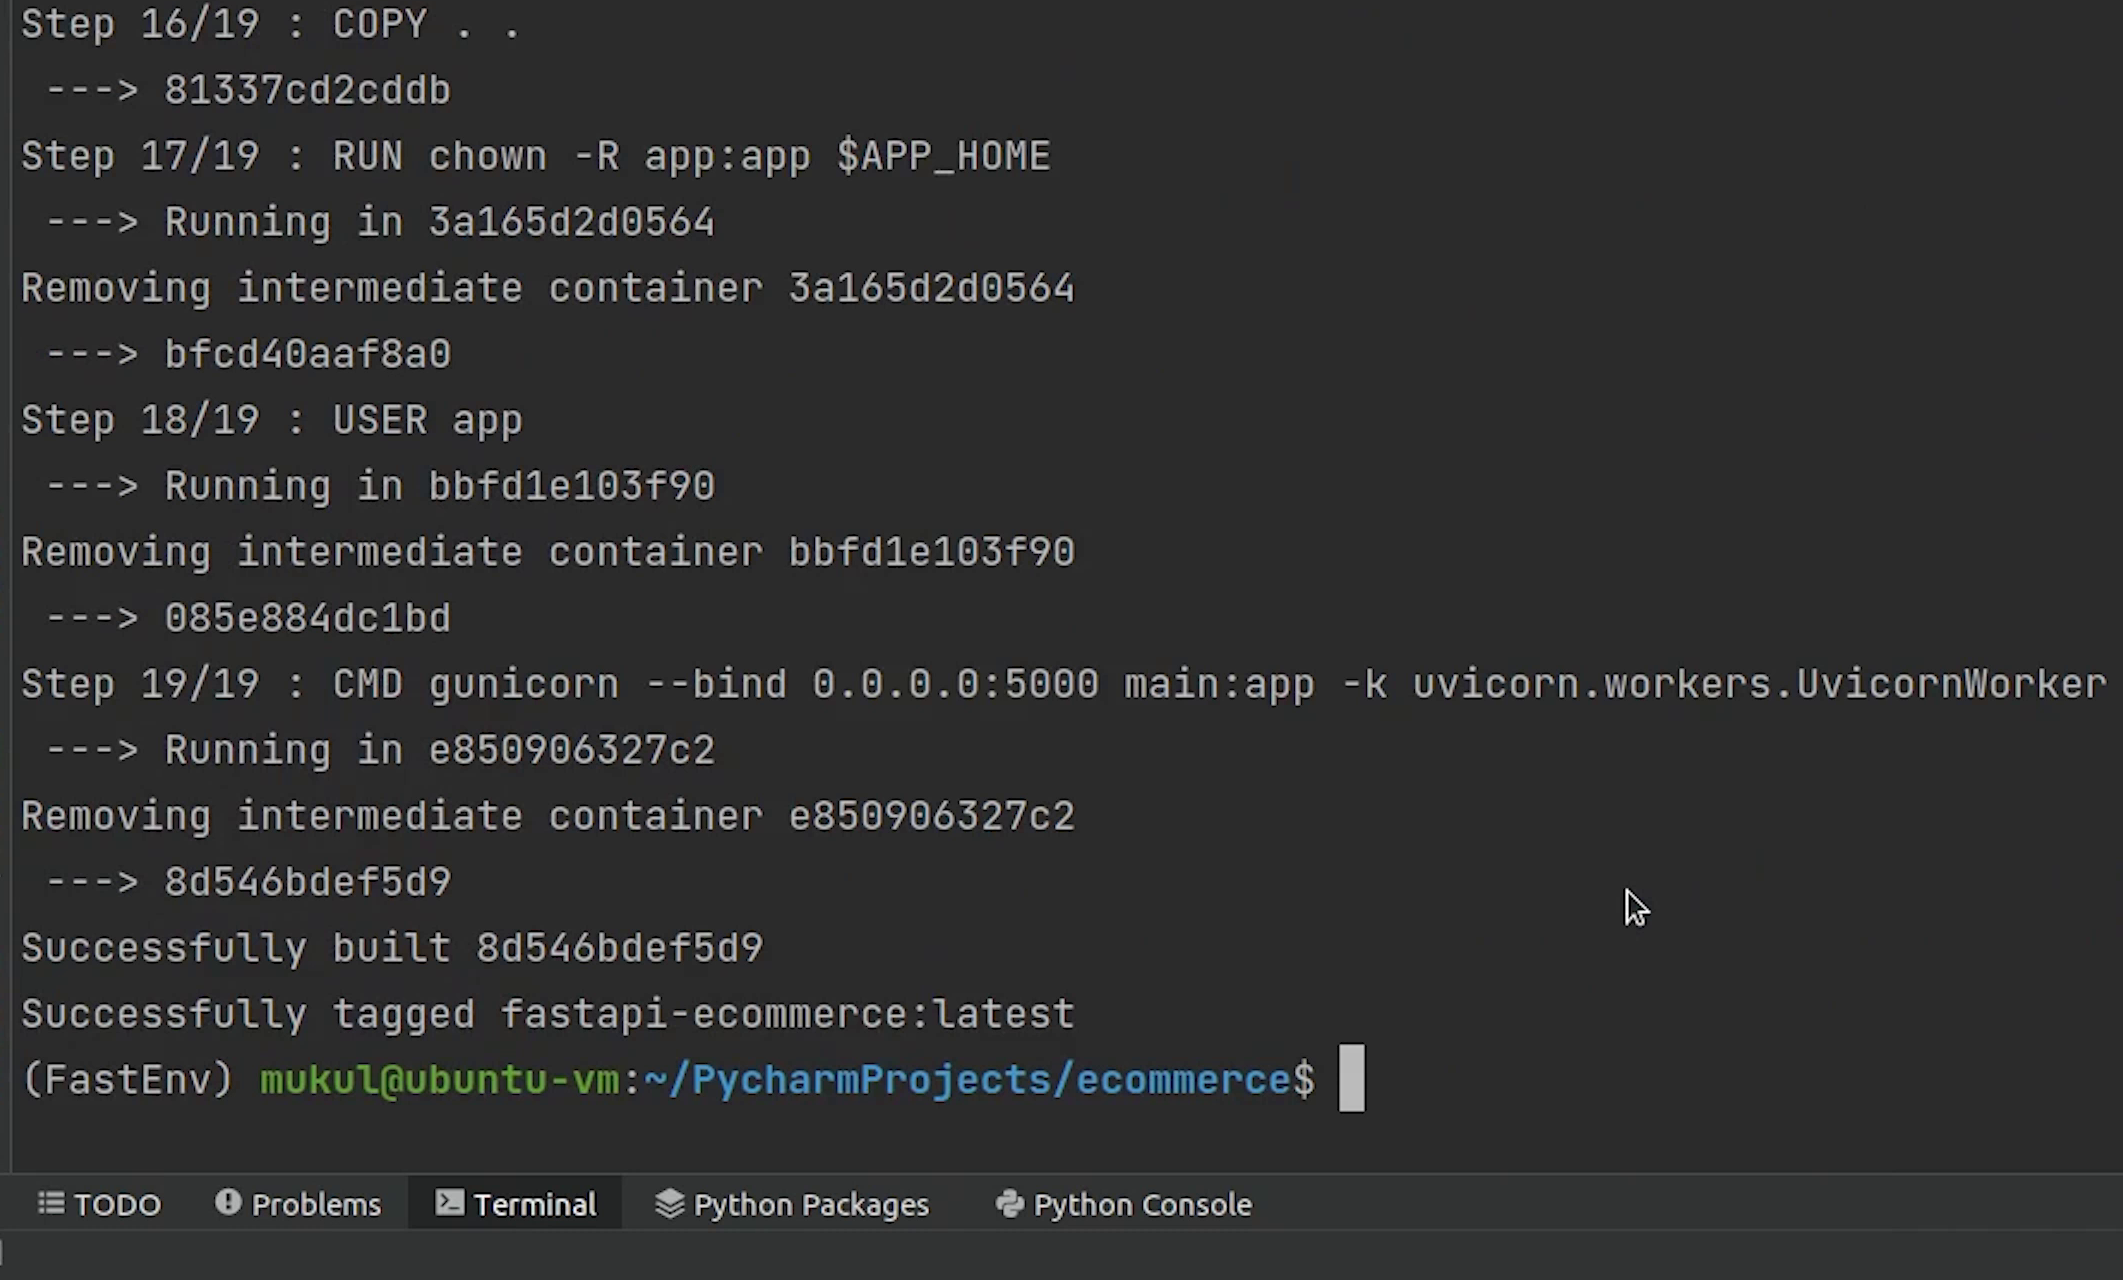 Step 16/19 : COPY . .
 ---> 81337cd2cddb
Step 17/19 : RUN chown -R app:app $APP_HOME
 ---> Running in 3a165d2d0564
Removing intermediate container 3a165d2d0564
 ---> bfcd40aaf8a0
Step 18/19 : USER app
 ---> Running in bbfd1e103f90
Removing intermediate container bbfd1e103f90
 ---> 085e884dc1bd
Step 19/19 : CMD gunicorn --bind 0.0.0.0:5000 main:app -k uvicorn.workers.UvicornWorker
 ---> Running in e850906327c2
Removing intermediate container e850906327c2
 ---> 8d546bdef5d9
Successfully built 8d546bdef5d9
Successfully tagged fastapi-ecommerce:latest
(FastEnv) mukul@ubuntu-vm:~/PycharmProjects/ecommerce$
TODO Problems Terminal Python Packages Python Console